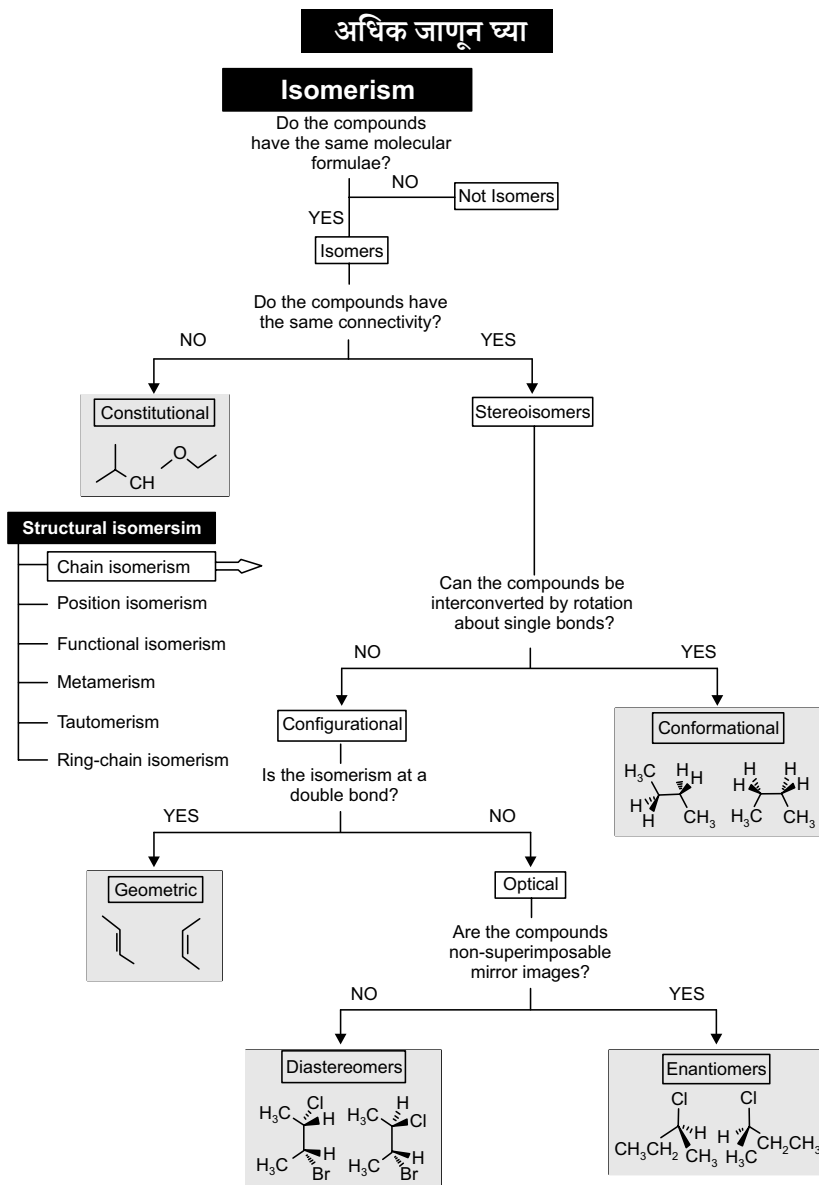 अधिक जाणून घ्या
Isomerism
Do the compounds
have the same molecular
formulae?
NO
Not Isomers
YES
Isomers
Do the compounds have
the same connectivity?
NO
YES
Constitutional
O
CH
Stereoisomers
Structural isomersim
Chain isomerism
Position isomerism
Functional isomerism
Metamerism
Tautomerism
Ring-chain isomerism
Can the compounds be
interconverted by rotation
about single bonds?
NO
YES
Configurational
Conformational
H₃C
H
H
H
H
CH₃
H
H
H
H
H₃C
CH₃
Is the isomerism at a
double bond?
YES
NO
Geometric
Optical
Are the compounds
non-superimposable
mirror images?
NO
YES
Diastereomers
Cl
H₃C
H
H
H₃C
Br
H
H₃C
Cl
H
H₃C
Br
Enantiomers
Cl
H
CH₃CH₂
CH₃
Cl
H
CH₂CH₃
H₃C